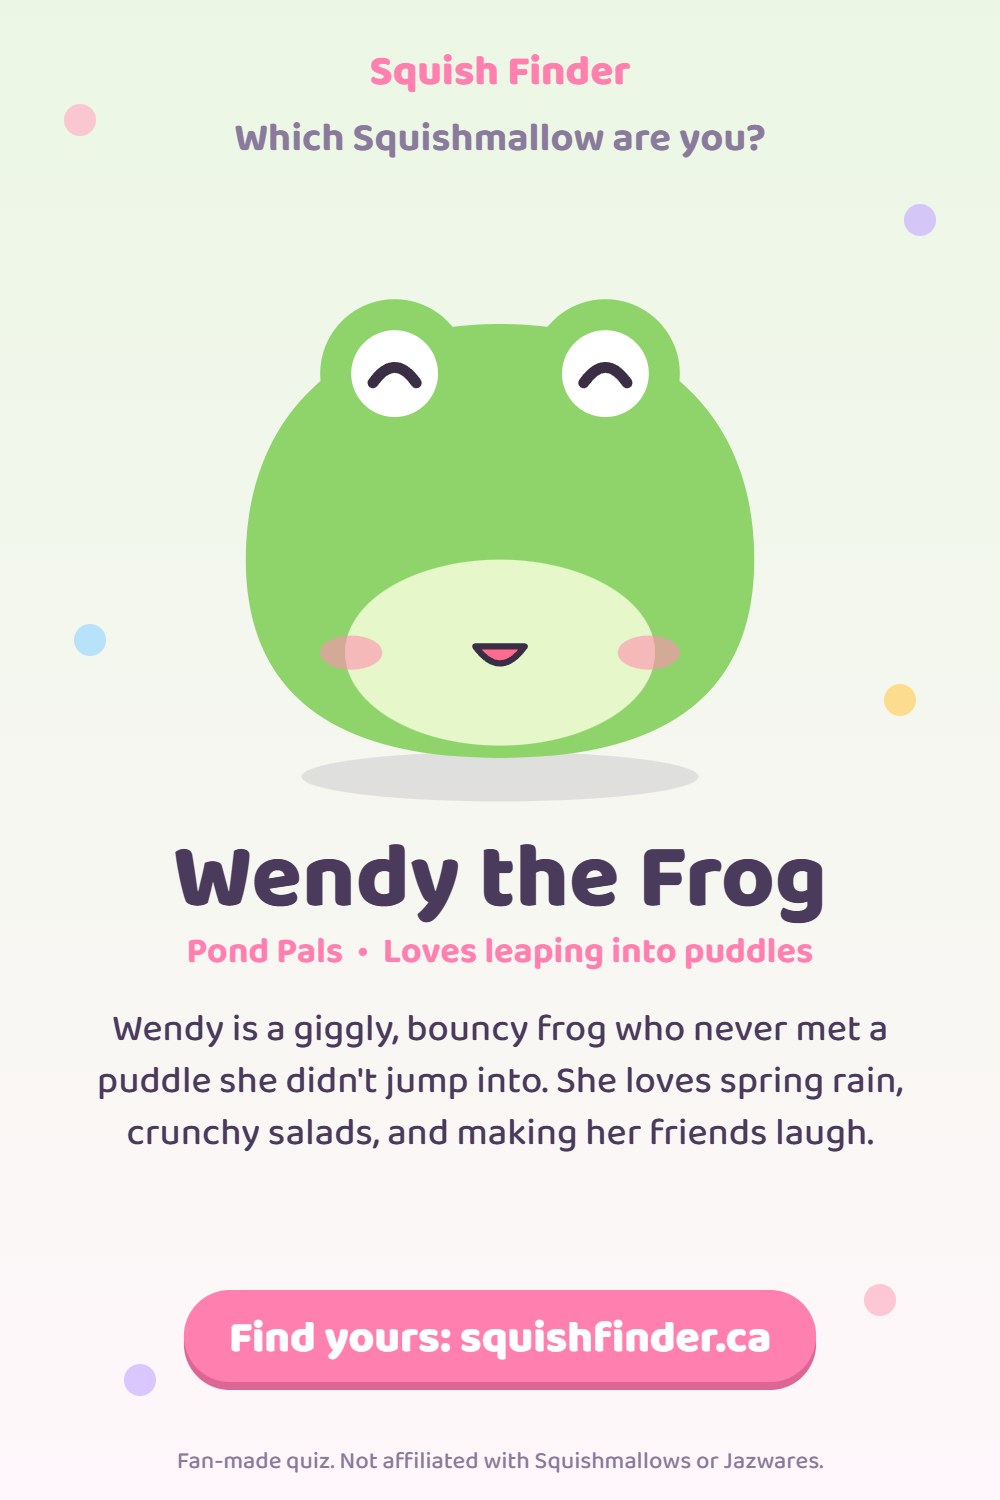 Squish Finder
Which Squishmallow are you?
Wendy the Frog
Pond Pals • Loves leaping into puddles
Wendy is a giggly, bouncy frog who never met a
puddle she didn't jump into. She loves spring rain,
crunchy salads, and making her friends laugh.
Find yours: squishfinder.ca
Fan-made quiz. Not affiliated with Squishmallows or Jazwares.